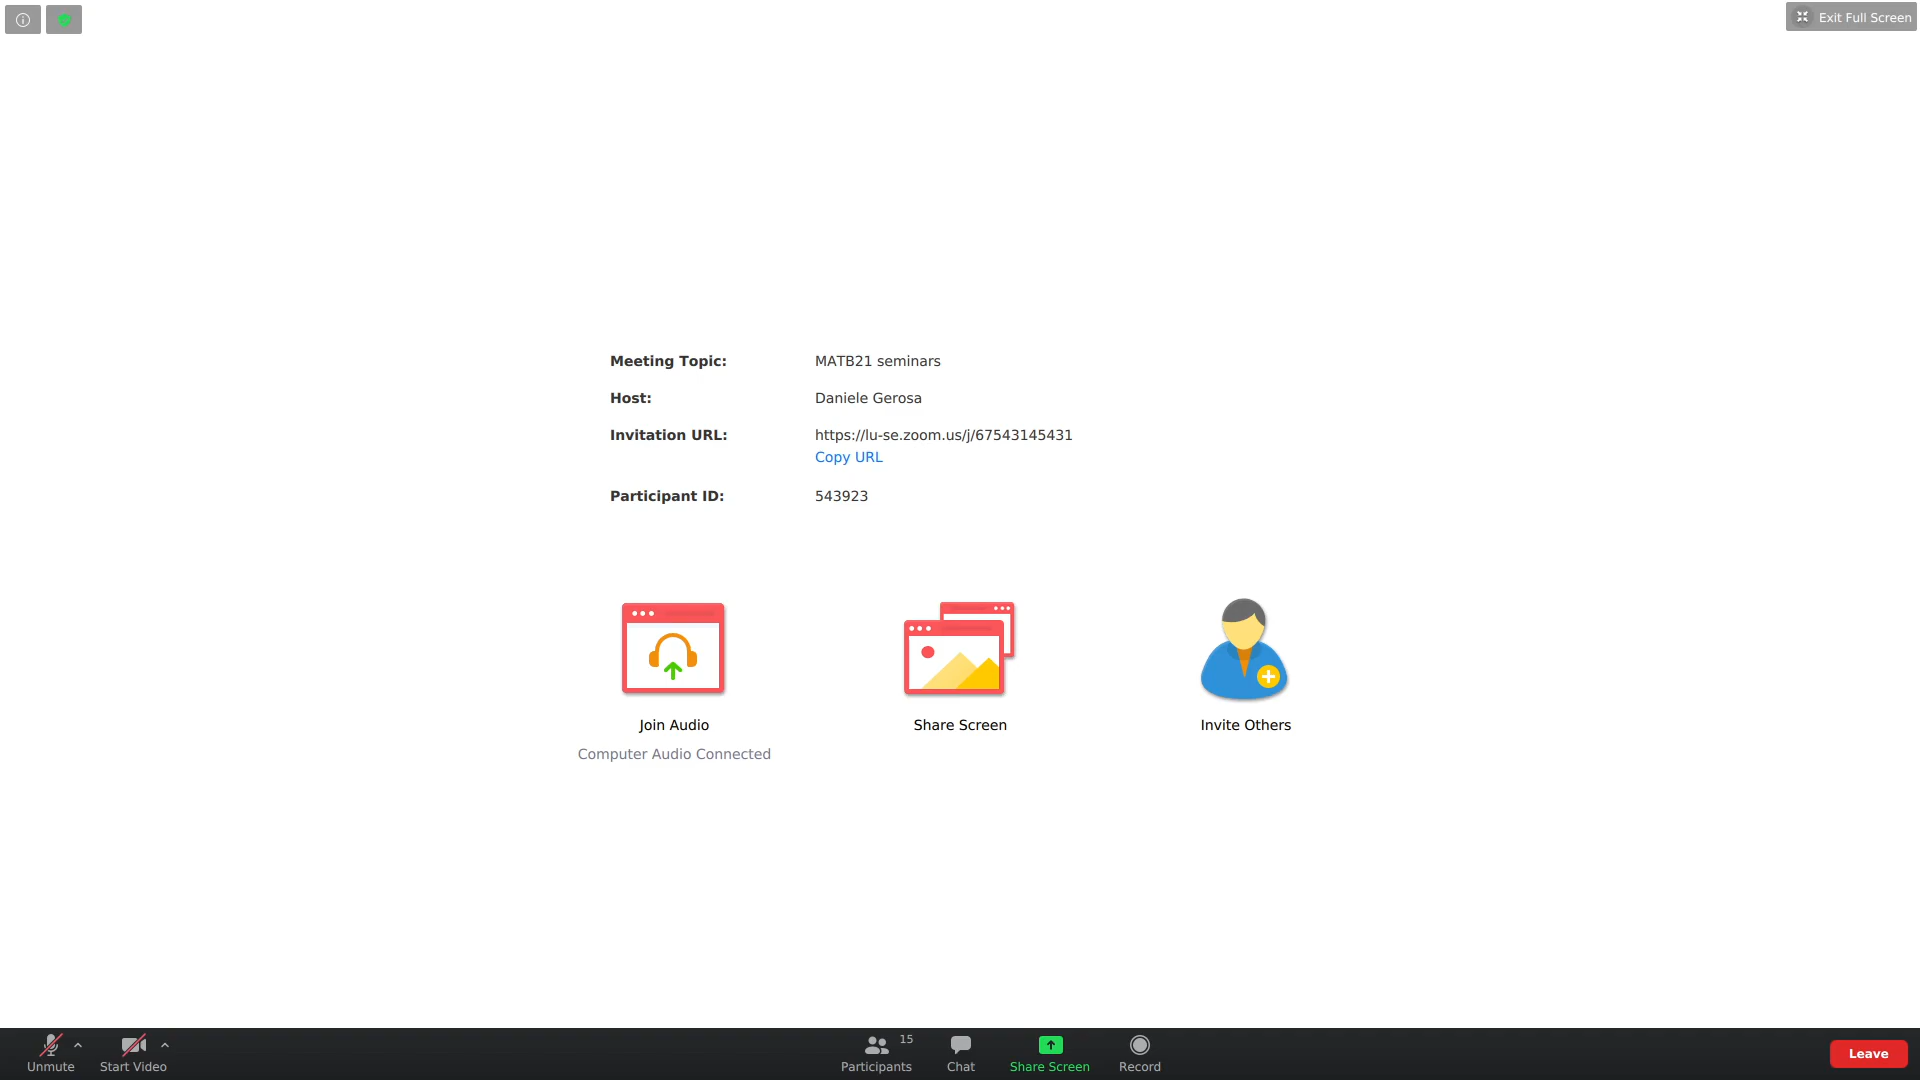 Exit Full Screen
Meeting Topic: MATB21 seminars
Host: Daniele Gerosa
Invitation URL: https://lu-se.zoom.us/j/67543145431
Copy URL
Participant ID: 543923
Join Audio Share Screen Invite Others
Computer Audio Connected
Unmute Start Video Participants 15 Chat Share Screen Record Leave